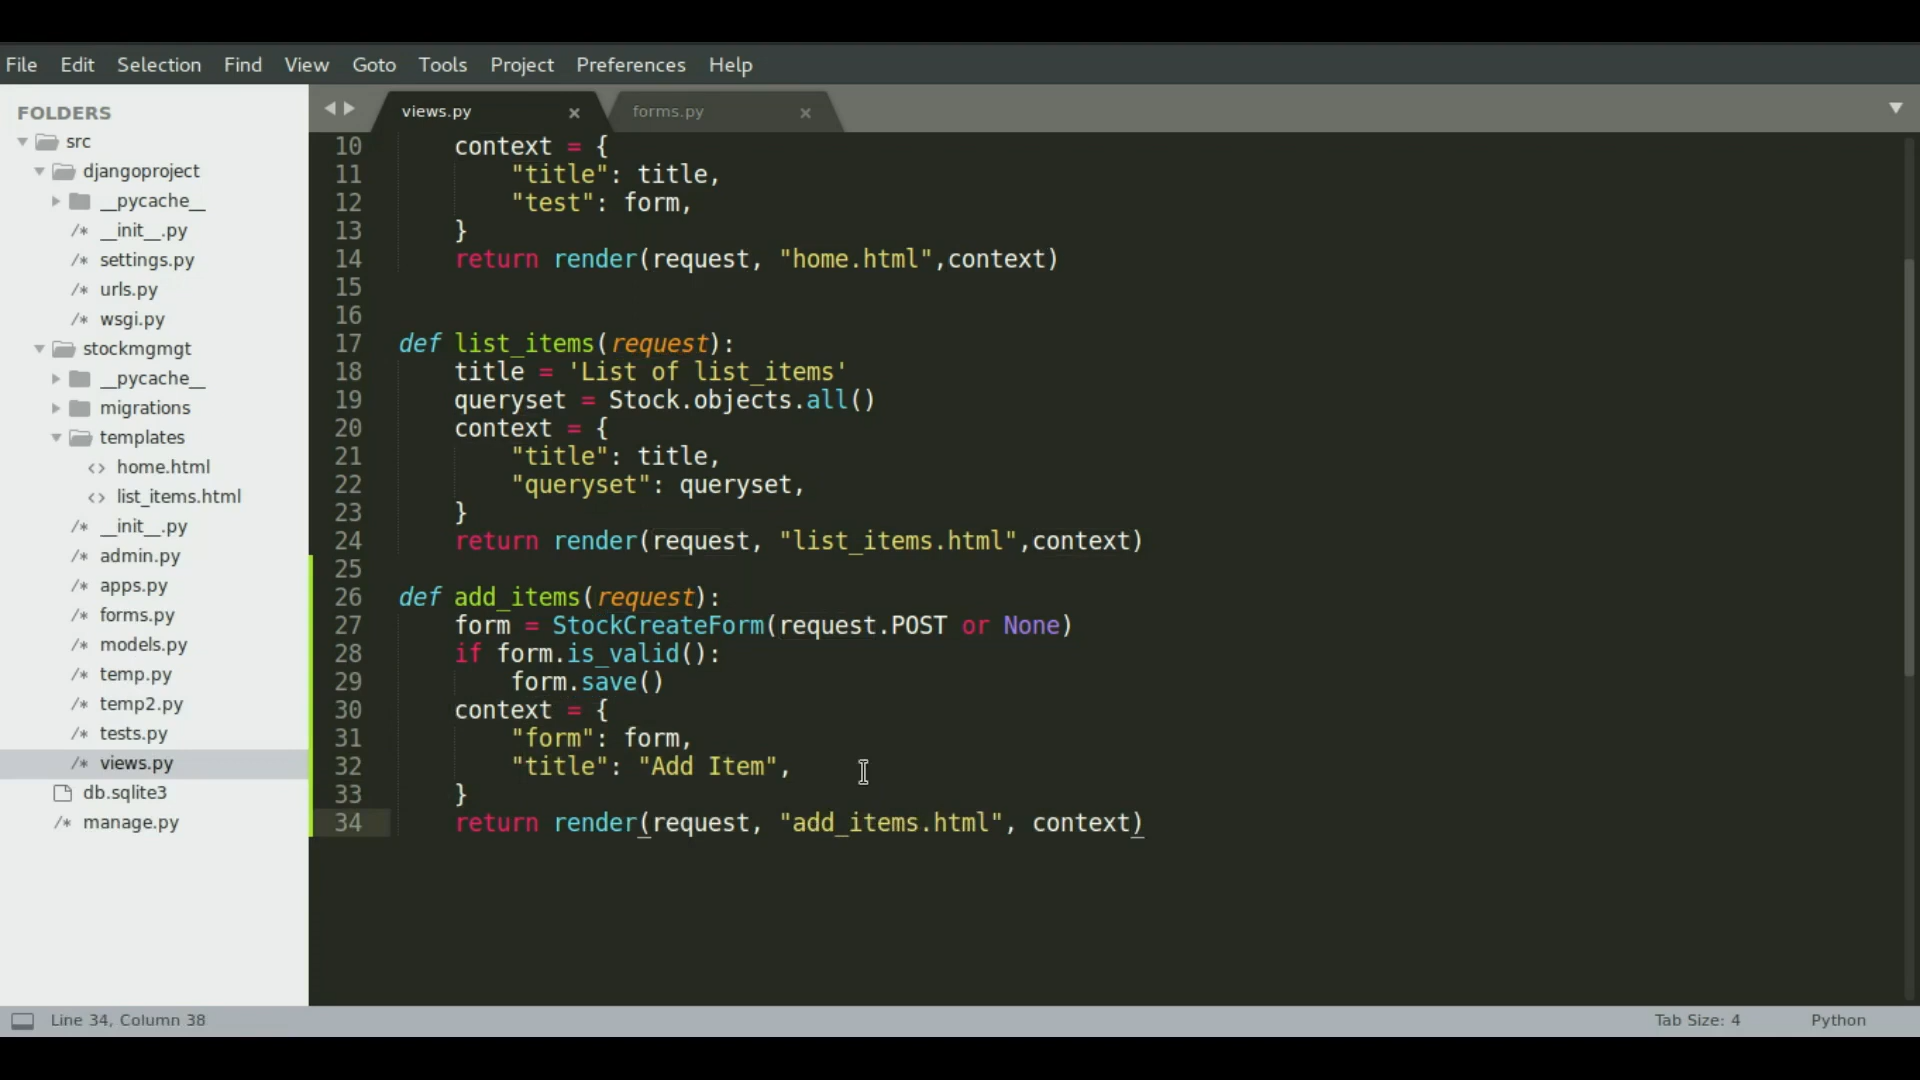 File Edit Selection Find View Goto Tools Project Preferences Help
FOLDERS
src
djangoproject
__pycache__
/* __init__.py
/* settings.py
/* urls.py
/* wsgi.py
stockmgmgt
__pycache__
migrations
templates
<> home.html
<> list_items.html
/* __init__.py
/* admin.py
/* apps.py
/* forms.py
/* models.py
/* temp.py
/* temp2.py
/* tests.py
/* views.py
db.sqlite3
/* manage.py
views.py × forms.py ×
10     context = {
11         "title": title,
12         "test": form,
13     }
14     return render(request, "home.html",context)
15
16
17 def list_items(request):
18     title = 'List of list_items'
19     queryset = Stock.objects.all()
20     context = {
21         "title": title,
22         "queryset": queryset,
23     }
24     return render(request, "list_items.html",context)
25
26 def add_items(request):
27     form = StockCreateForm(request.POST or None)
28     if form.is_valid():
29         form.save()
30     context = {
31         "form": form,
32         "title": "Add Item",
33     }
34     return render(request, "add_items.html", context)
Line 34, Column 38 Tab Size: 4 Python